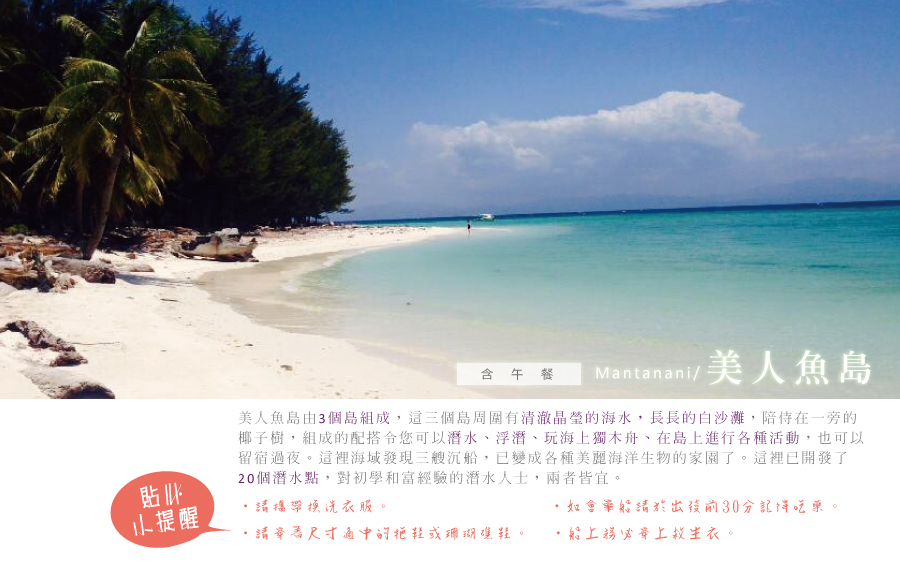 含午餐
Mantanani/美人魚島
美人魚島由3個島組成，這三個島周圍有清澈晶瑩的海水，長長的白沙灘，陪侍在一旁的
椰子樹，組成的配搭令您可以潛水、浮潛、玩海上獨木舟、在島上進行各種活動，也可以
留宿過夜。這裡海域發現三艘沉船，已變成各種美麗海洋生物的家園了。這裡已開發了
20個潛水點，對初學和富經驗的潛水人士，兩者皆宜。
貼心
小提醒
・請攜帶換洗衣服。
・如會暈船請於出發前30分記得吃藥。
・請穿著尺寸適中的拖鞋或珊瑚礁鞋。
・船上務必穿上救生衣。